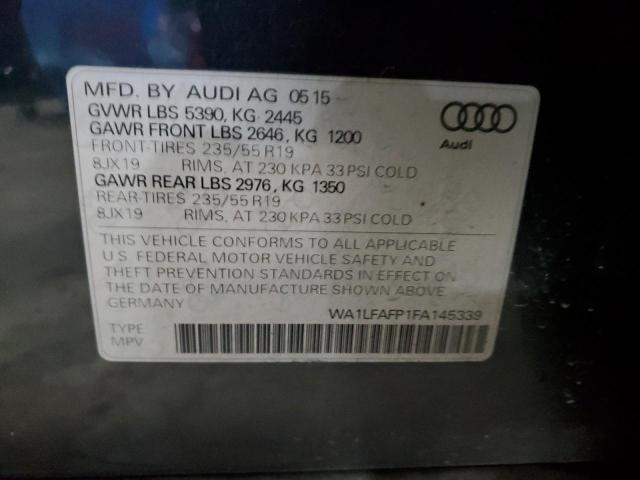 MFD. BY AUDI AG 05 15
GVWR LBS 5390, KG 2445
GAWR FRONT LBS 2646, KG 1200
FRONT-TIRES 235/55 R19
8JX19 RIMS, AT 230 KPA 33 PSI COLD
GAWR REAR LBS 2976, KG 1350
REAR-TIRES 235/55 R19
8JX19 RIMS, AT 230 KPA 33 PSI COLD
Audi
THIS VEHICLE CONFORMS TO ALL APPLICABLE
U.S. FEDERAL MOTOR VEHICLE SAFETY AND
THEFT PREVENTION STANDARDS IN EFFECT ON
THE DATE OF MANUFACTURE SHOWN ABOVE.
GERMANY
WA1LFAFP1FA145339
TYPE
MPV